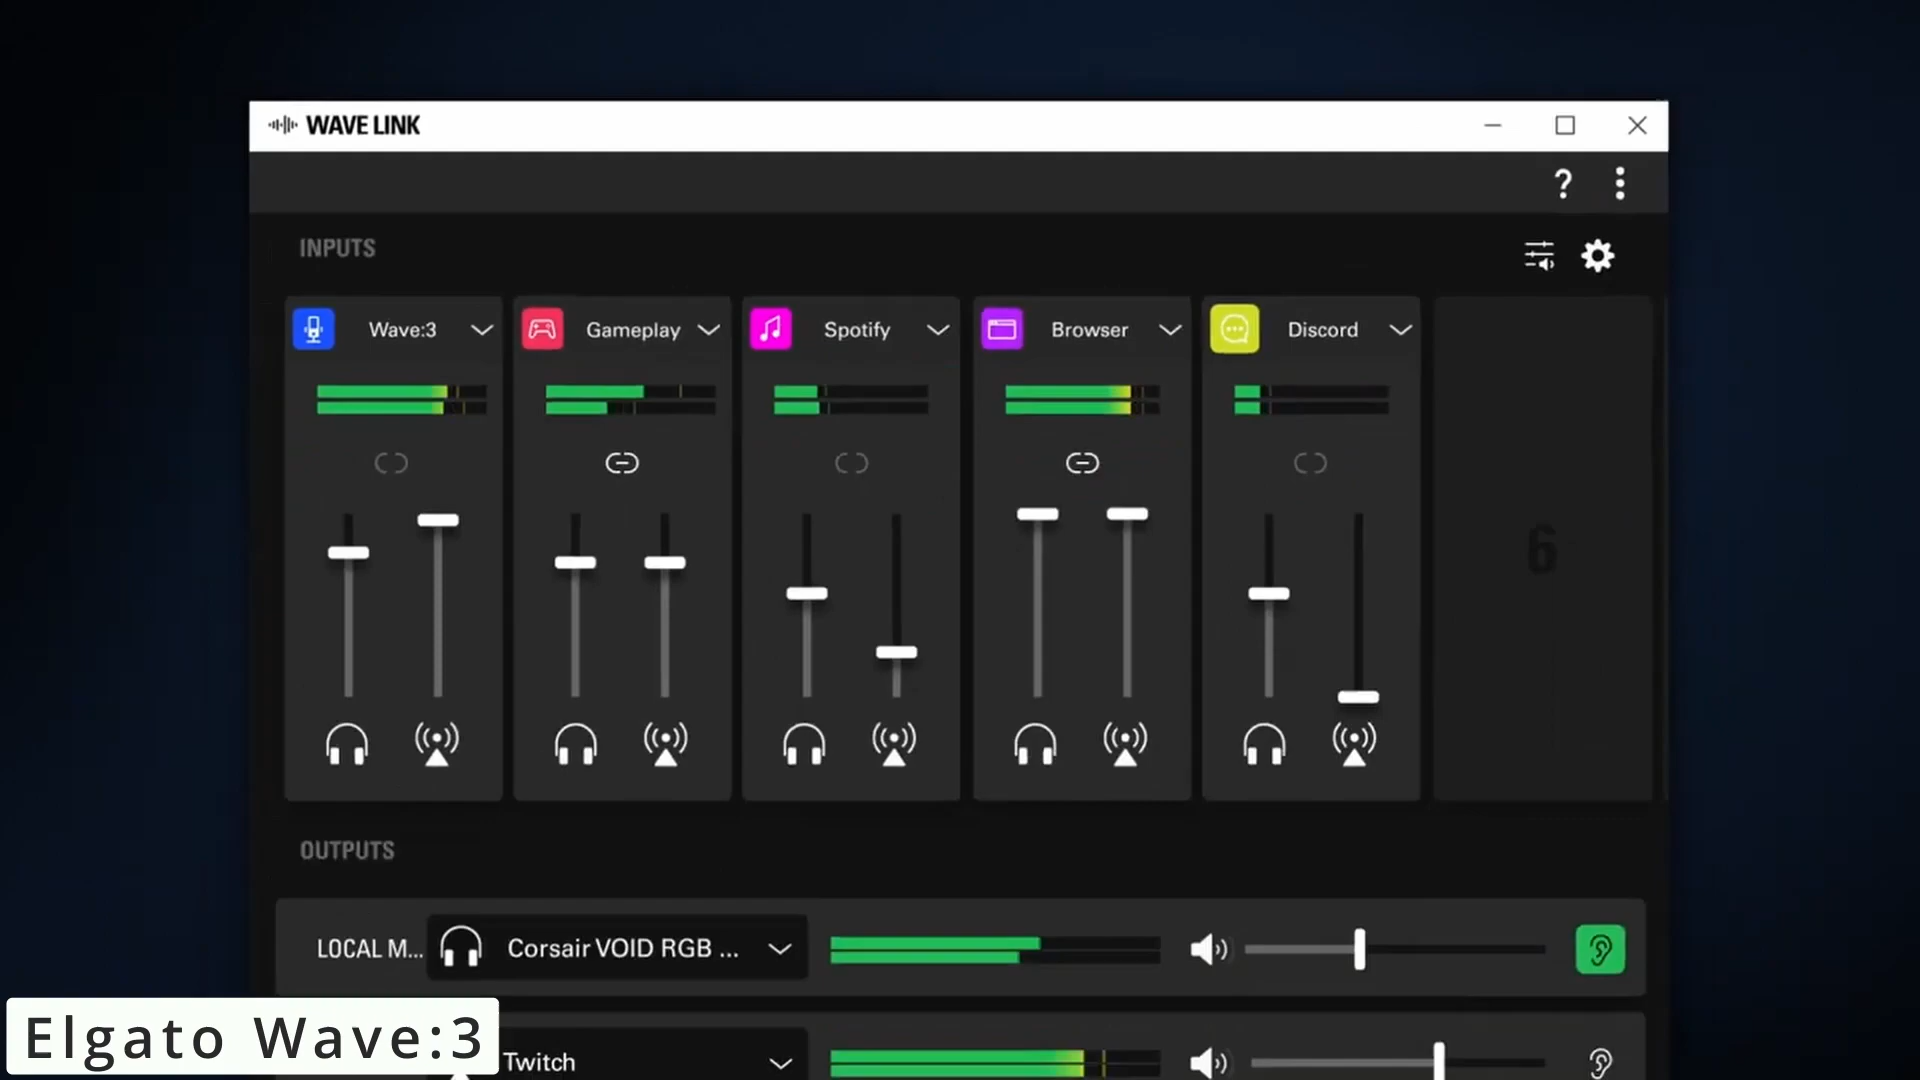 WAVE LINK
?
INPUTS
Wave:3
Gameplay
Spotify
Browser
Discord
6
OUTPUTS
LOCAL M...
Corsair VOID RGB ...
Twitch
Elgato Wave:3